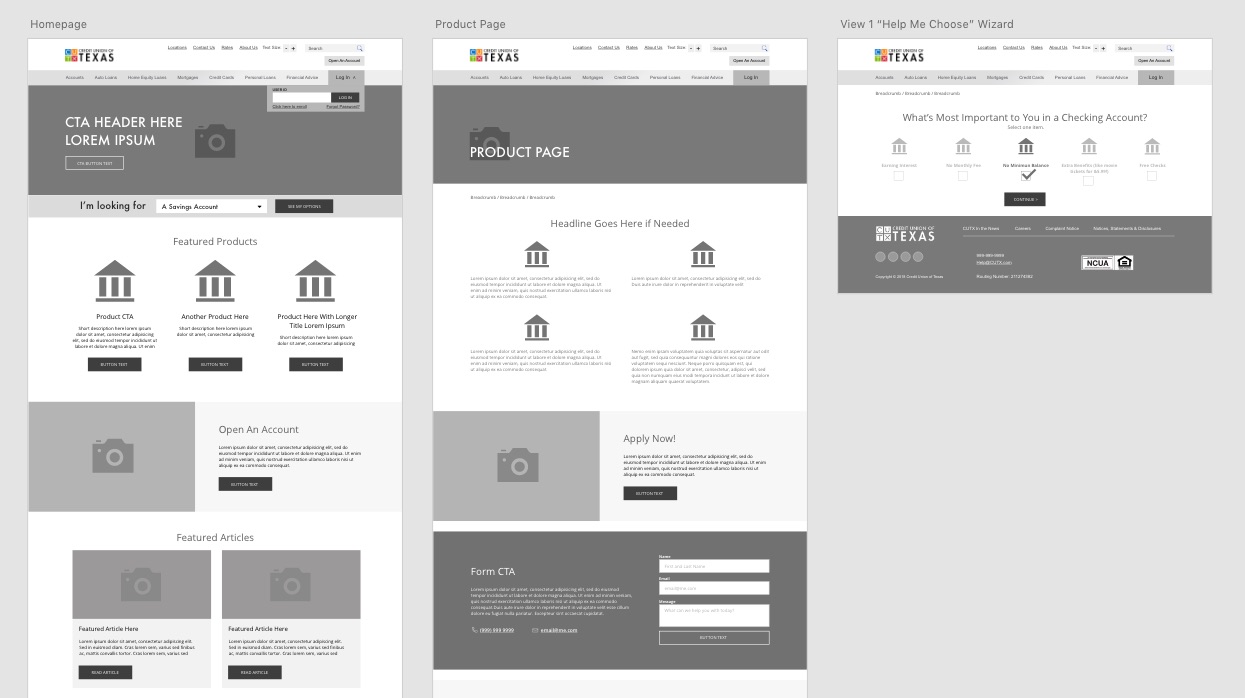 Homepage
CREDIT UNION OF
TEXAS
Locations Contact Us Rales About Us Text Size - +
Search
Open An Account
Accounts Auto Loans Home Equity Loans Mortgages Credit Cards Personal Loans Financial Advice Log In
USER ID
LOG IN
Click here to enroll Forgot Password?
CTA HEADER HERE
LOREM IPSUM
CTA BUTTON TEXT
I'm looking for A Savings Account SEE MY OPTIONS
Featured Products
Product CTA
Short description here lorem ipsum
dolor sit amet, consectetur adipisicing
elit, sed do eiusmod tempor incididunt ut
labore et dolore magna aliqua. Ut enim
BUTTON TEXT
Another Product Here
Short description here lorem ipsum
dolor sit amet, consectetur adipisicing
BUTTON TEXT
Product Here With Longer
Title Lorem Ipsum
Short description here lorem ipsum
dolor sit amet, consectetur adipisicing
BUTTON TEXT
Open An Account
Lorem ipsum dolor sit amet, consectetur adipisicing elit, sed do
eiusmod tempor incididunt ut labore et dolore magna aliqua. Ut enim
ad minim veniam, quis nostrud exercitation ullamco laboris nisi ut
aliquip ex ea commodo consequat.
BUTTON TEXT
Featured Articles
Featured Article Here
Lorem ipsum dolor sit amet, consectetur adipiscing elit.
Sed in viverra ex. Cras lorem sem, varius sed finibus
ac, mattis convallis tortor. Cras lorem sem, varius sed
READ ARTICLE
Featured Article Here
Lorem ipsum dolor sit amet, consectetur adipiscing elit.
Sed in viverra ex. Cras lorem sem, varius sed finibus
ac, mattis convallis tortor. Cras lorem sem, varius sed
READ ARTICLE
Product Page
CREDIT UNION OF
TEXAS
Locations Contact Us Rales About Us Text Size - +
Search
Open An Account
Accounts Auto Loans Home Equity Loans Mortgages Credit Cards Personal Loans Financial Advice Log In
PRODUCT PAGE
Breadcrumb / Breadcrumb / Breadcrumb
Headline Goes Here if Needed
Lorem ipsum dolor sit amet, consectetur adipisicing elit, sed do
eiusmod tempor incididunt ut labore et dolore magna aliqua. Ut
enim ad minim veniam, quis nostrud exercitation ullamco laboris nisi
ut aliquip ex ea commodo consequat.
Lorem ipsum dolor sit amet, consectetur adipisicing elit, sed do
Duis aute irure dolor in reprehenderit in voluptate velit
Lorem ipsum dolor sit amet, consectetur adipisicing elit, sed do
eiusmod tempor incididunt ut labore et dolore magna aliqua. Ut
enim ad minim veniam, quis nostrud exercitation ullamco laboris nisi
ut aliquip ex ea commodo consequat.
Nemo enim ipsam voluptatem quia voluptas sit aspernatur aut odit
aut fugit, sed quia consequuntur magni dolores eos qui ratione
voluptatem sequi nesciunt. Neque porro quisquam est, qui
dolorem ipsum quia dolor sit amet, consectetur, adipisci velit, sed
quia non numquam eius modi tempora incidunt ut labore et dolore
magnam aliquam quaerat voluptatem.
Apply Now!
Lorem ipsum dolor sit amet, consectetur adipisicing elit, sed do
eiusmod tempor incididunt ut labore et dolore magna aliqua. Ut enim
ad minim veniam, quis nostrud exercitation ullamco laboris nisi ut
aliquip ex ea commodo consequat.
BUTTON TEXT
Form CTA
Lorem ipsum dolor sit amet, consectetur adipisicing elit, sed do eiusmod
tempor incididunt ut labore et dolore magna aliqua. Ut enim ad minim veniam,
quis nostrud exercitation ullamco laboris nisi ut aliquip ex ea commodo
consequat. Duis aute irure dolor in reprehenderit in voluptate velit esse cillum
dolore eu fugiat nulla pariatur. Excepteur sint occaecat cupidatat.
(999) 999 9999 email@me.com
Name
First and Last Name
Email
email@me.com
Message
What can we help you with today?
BUTTON TEXT
View 1 "Help Me Choose" Wizard
CREDIT UNION OF
TEXAS
Locations Contact Us Rales About Us Text Size - +
Search
Open An Account
Accounts Auto Loans Home Equity Loans Mortgages Credit Cards Personal Loans Financial Advice Log In
Breadcrumb / Breadcrumb / Breadcrumb
What's Most Important to You in a Checking Account?
Select one item.
Earning Interest
No Monthly Fee
No Minimum Balance
Extra Benefits (like movie
tickets for $6.99!)
Free Checks
CONTINUE >
CREDIT UNION OF
TEXAS
CUTX In the News Careers Complaint Notice Notices, Statements & Disclosures
999-999-9999
Help@CUTX.com
NCUA
Copyright © 2018 Credit Union of Texas
Routing Number: 311074592